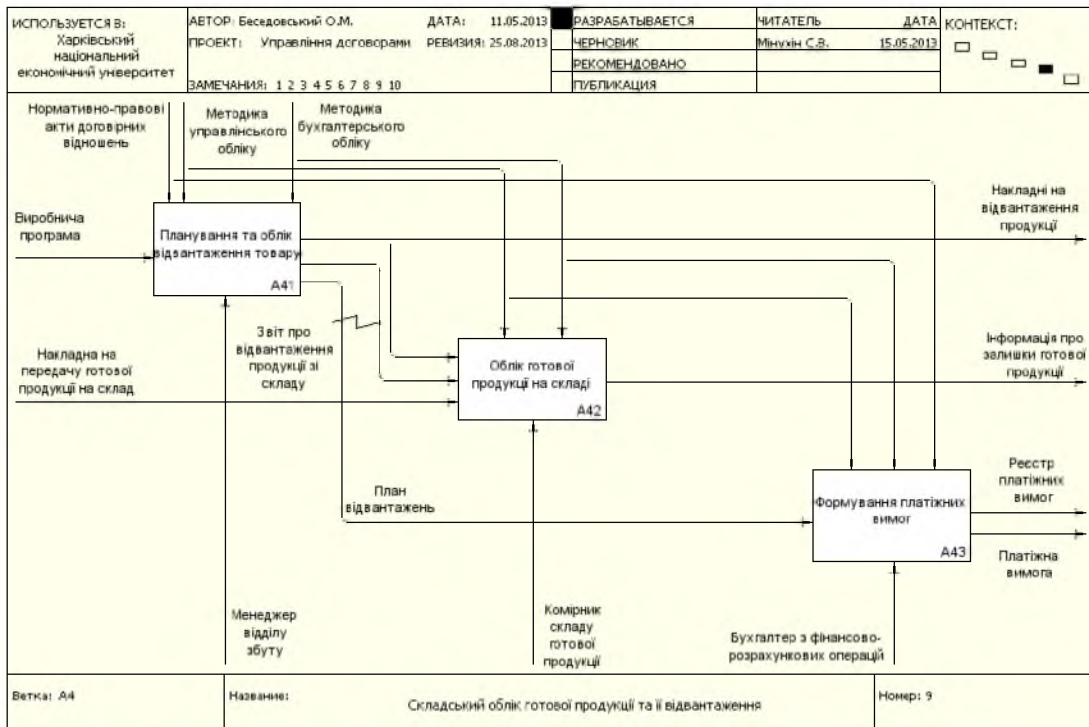 ИСПОЛЬЗУЕТСЯ В:
Харківський
національний
економічний університет
АВТОР: Беседовський О.М.
ДАТА: 11.05.2013
ПРОЕКТ: Управління договорами
РЕВИЗИЯ: 25.08.2013
ЗАМЕЧАНИЯ: 1 2 3 4 5 6 7 8 9 10
РАЗРАБАТЫВАЕТСЯ
ЧЕРНОВИК
РЕКОМЕНДОВАНО
ПУБЛИКАЦИЯ
ЧИТАТЕЛЬ ДАТА
Мінухін С.В. 15.05.2013
КОНТЕКСТ:
Нормативно-правові
акти договірних
відношень
Методика
управлінського
обліку
Методика
бухгалтерського
обліку
Виробнича
програма
Планування та облік
відвантаження товару
A41
Накладні на
відвантаження
продукції
Звіт про
відвантаження
продукції зі
складу
Накладна на
передачу готової
продукції на склад
Облік готової
продукції на складі
A42
Інформація про
залишки готової
продукції
План
відвантажень
Формування платіжних
вимог
A43
Реєстр
платіжних
вимог
Платіжна
вимога
Менеджер
відділу
збуту
Комірник
складу
готової
продукції
Бухгалтер з фінансово-
розрахункових операцій
Ветка: A4
Название:
Складський облік готової продукції та її відвантаження
Номер: 9